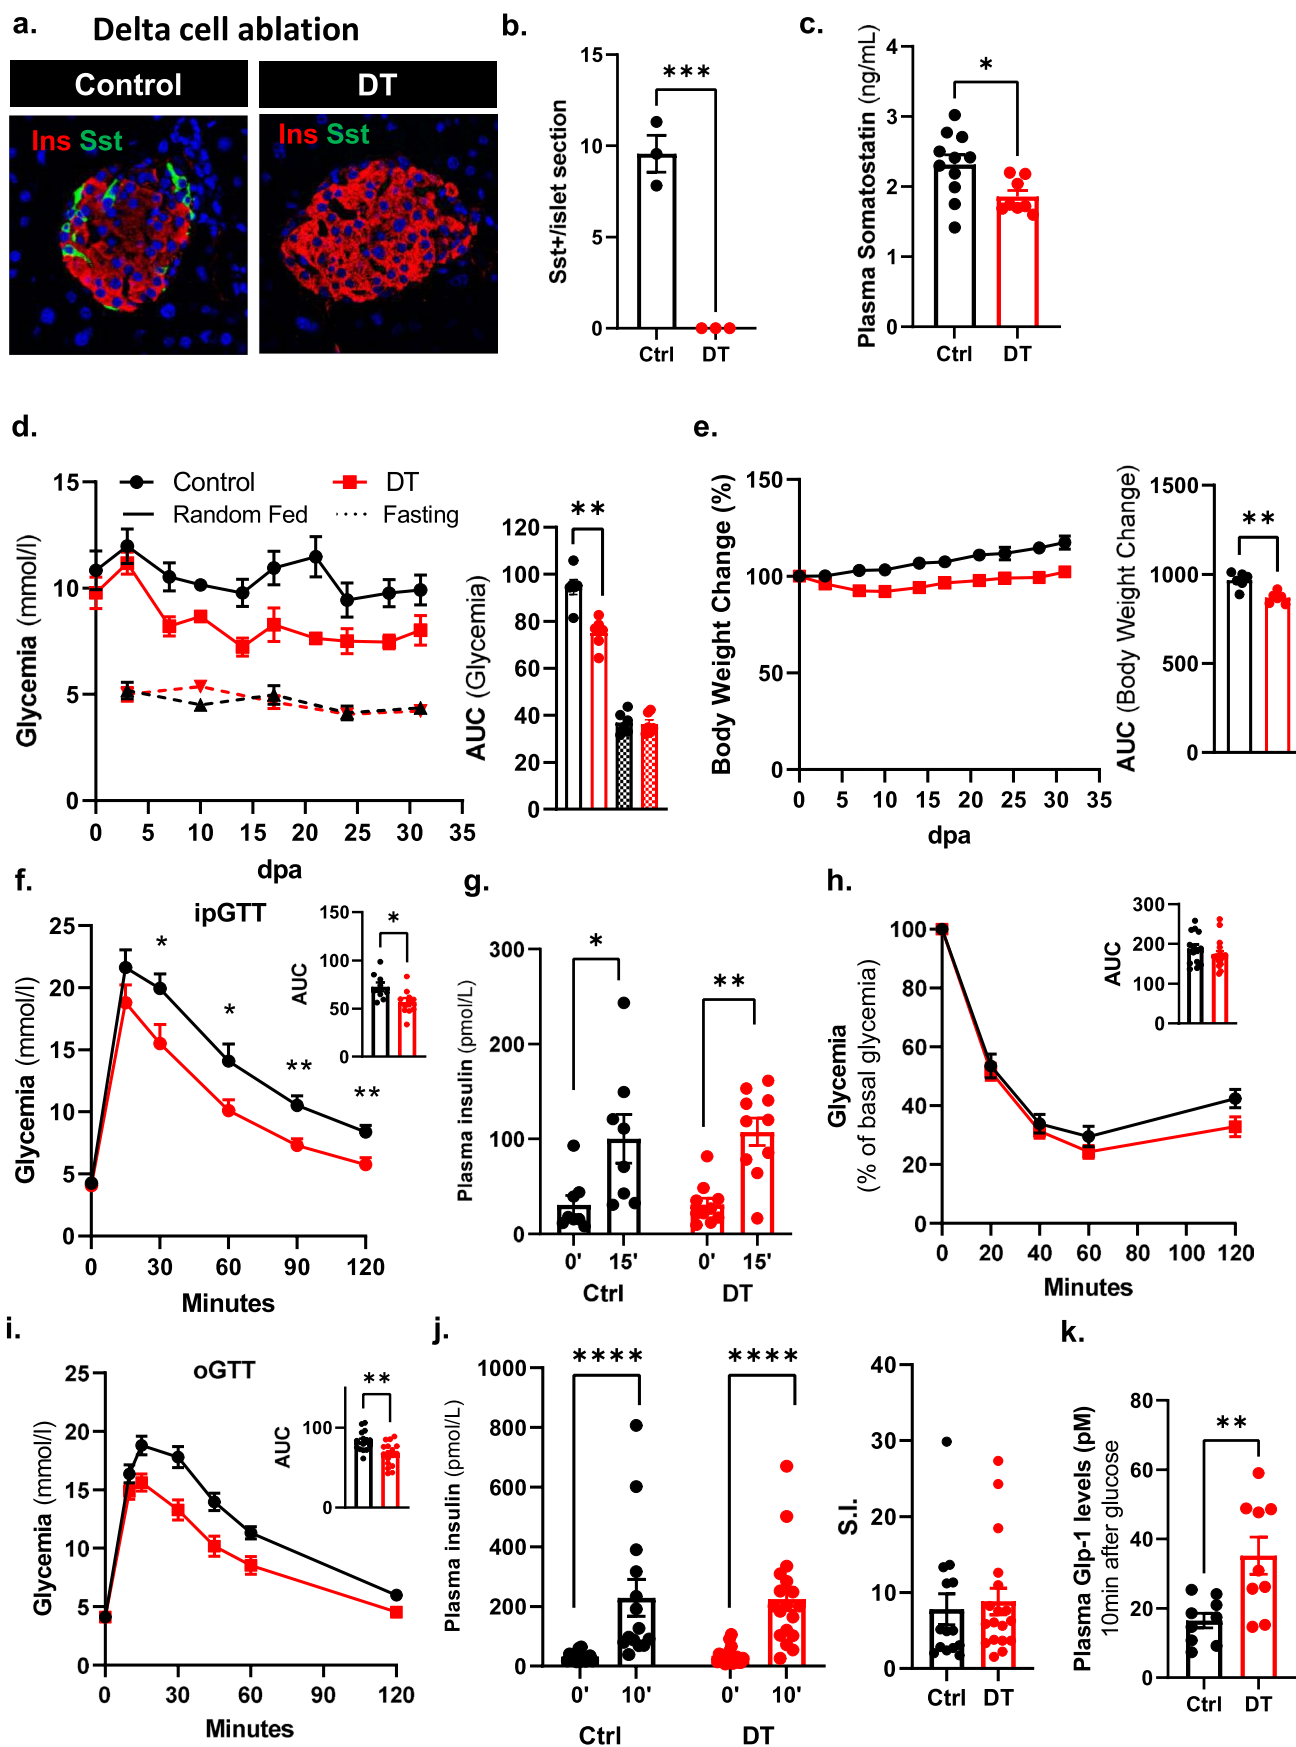 a.
Delta cell ablation
Control
DT
Ins Sst
Ins Sst
b.
Sst+/islet section
15
10
5
0
***
Ctrl
DT
c.
Plasma Somatostatin (ng/mL)
4
3
2
1
0
*
Ctrl
DT
d.
Glycemia (mmol/l)
15
10
5
0
Control
DT
Random Fed
Fasting
0 5 10 15 20 25 30 35
dpa
AUC (Glycemia)
120
100
80
60
40
20
0
**
e.
Body Weight Change (%)
150
100
50
0
0 5 10 15 20 25 30 35
dpa
AUC (Body Weight Change)
1500
1000
500
0
**
f.
ipGTT
Glycemia (mmol/l)
25
20
15
10
5
0
*
*
**
**
0 30 60 90 120
Minutes
AUC
150
100
50
0
*
g.
Plasma insulin (pmol/L)
300
200
100
0
*
**
0' 15' 0' 15'
Ctrl DT
h.
Glycemia
(% of basal glycemia)
100
80
60
40
20
0
0 20 40 60 80 100 120
Minutes
AUC
300
200
100
0
i.
oGTT
Glycemia (mmol/l)
25
20
15
10
5
0
0 30 60 90 120
Minutes
AUC
100
0
**
j.
Plasma insulin (pmol/L)
1000
800
600
400
200
0
****
****
0' 10' 0' 10'
Ctrl DT
S.I.
40
30
20
10
0
Ctrl DT
k.
Plasma Glp-1 levels (pM)
10min after glucose
80
60
40
20
0
**
Ctrl DT